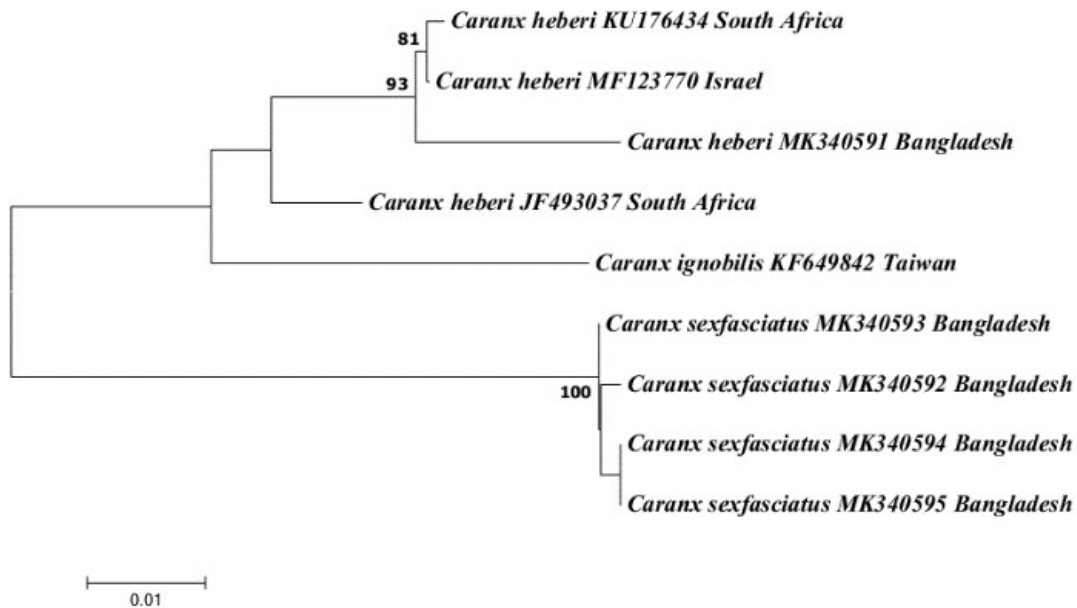 Caranx heberi KU176434 South Africa
81
Caranx heberi MF123770 Israel
93
Caranx heberi MK340591 Bangladesh
Caranx heberi JF493037 South Africa
Caranx ignobilis KF649842 Taiwan
Caranx sexfasciatus MK340593 Bangladesh
Caranx sexfasciatus MK340592 Bangladesh
100
Caranx sexfasciatus MK340594 Bangladesh
Caranx sexfasciatus MK340595 Bangladesh
0.01